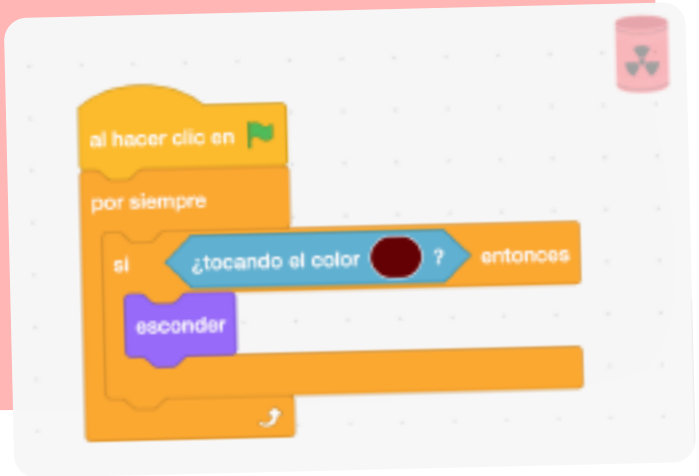 al hacer clic en
por siempre
si ¿tocando el color ? entonces
esconder